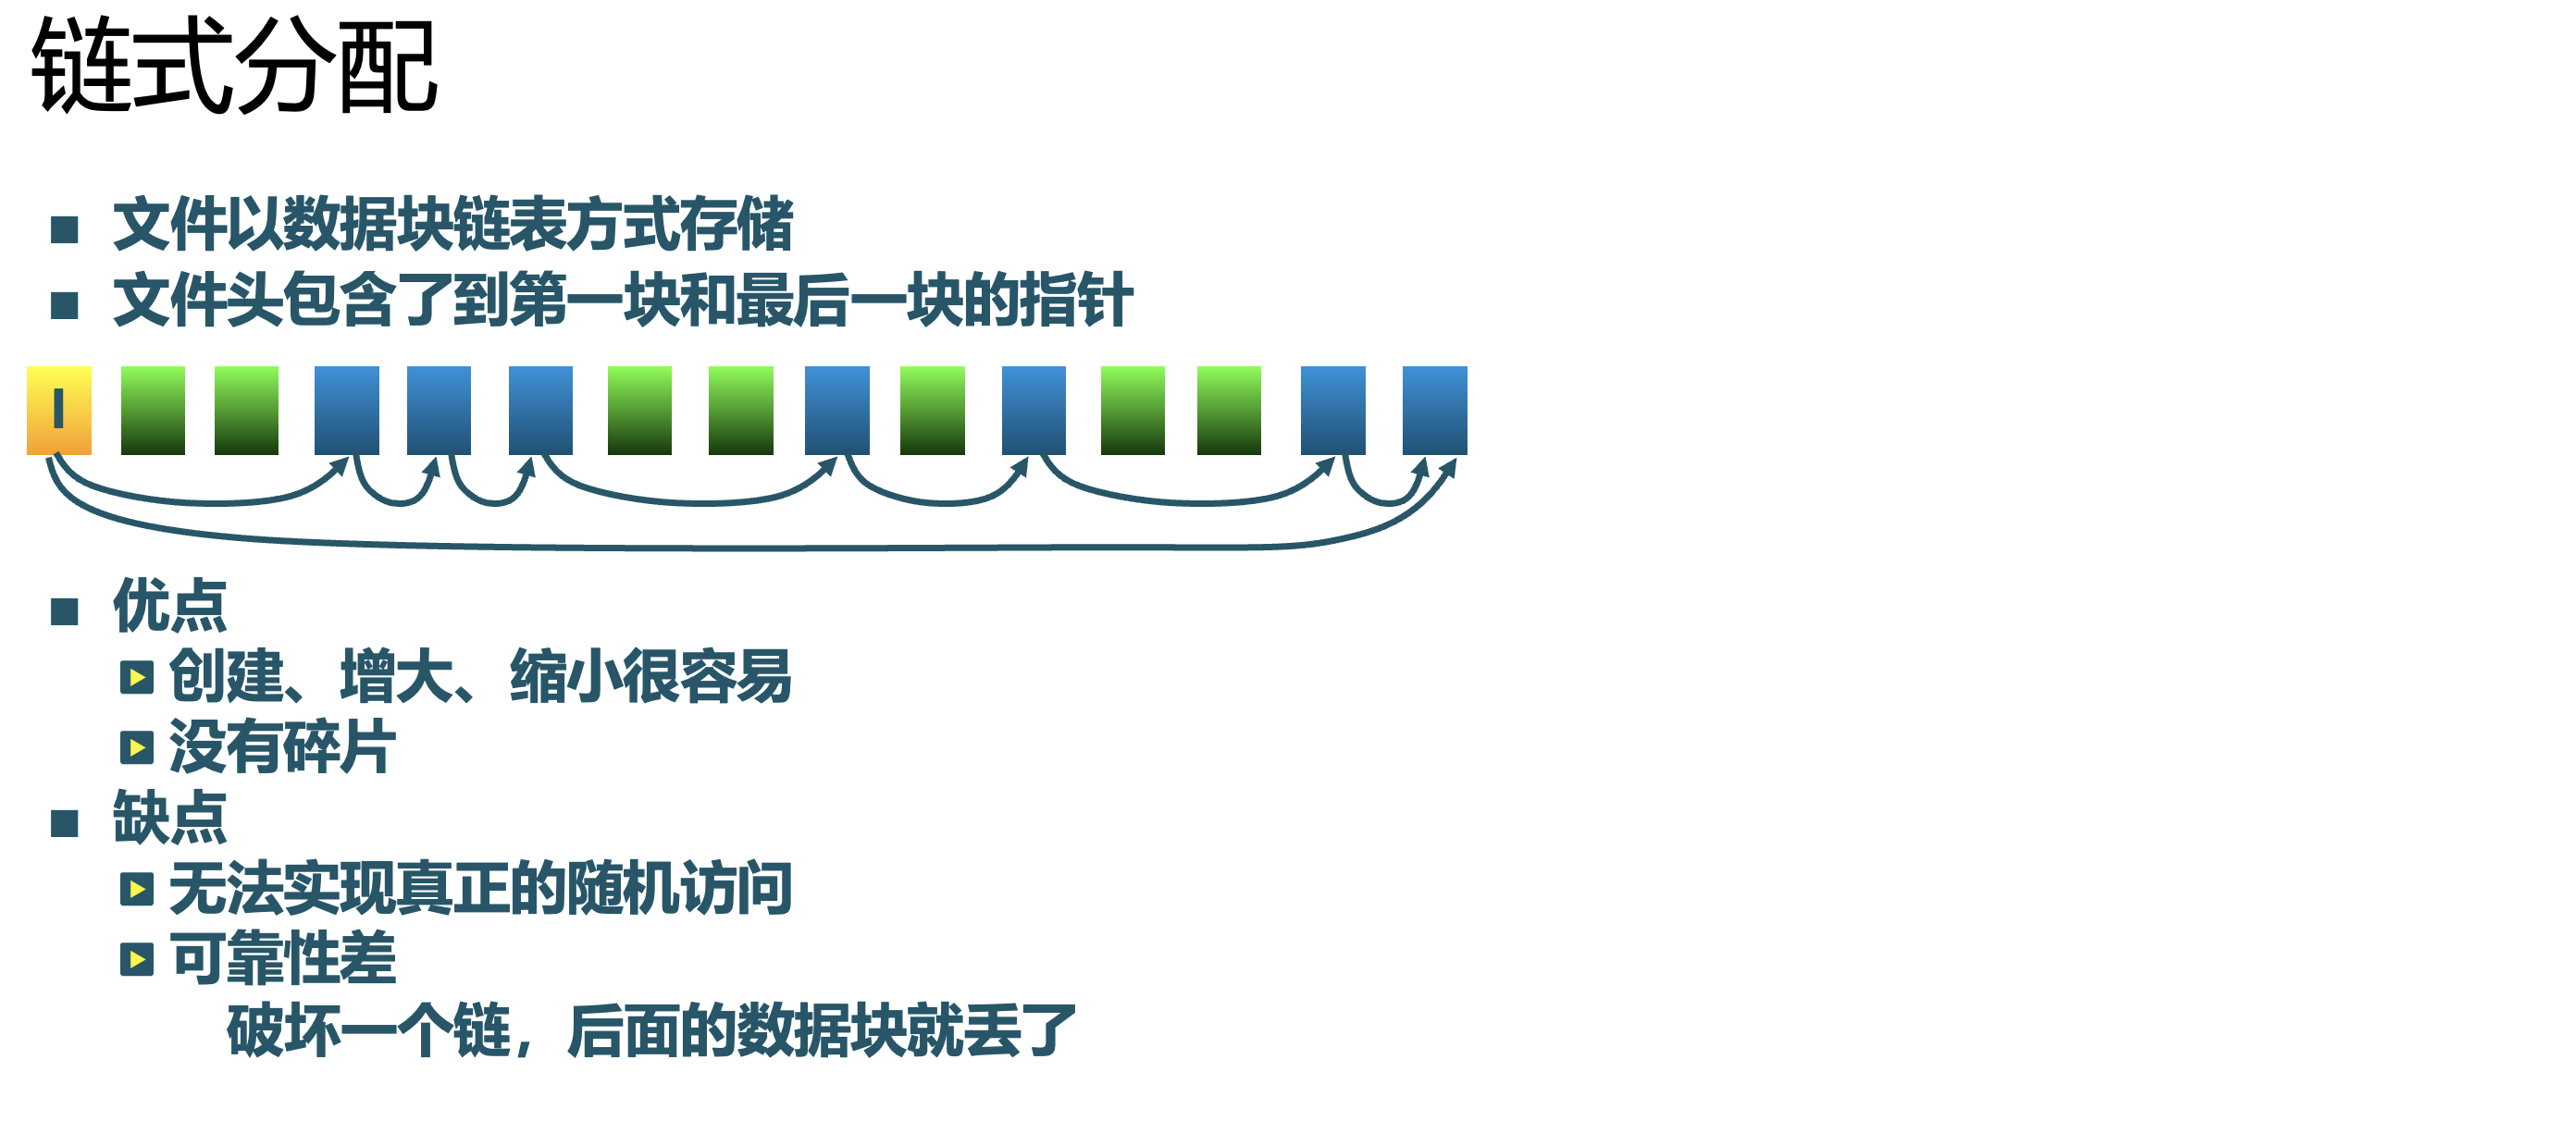 链式分配
文件以数据块链表方式存储
文件头包含了到第一块和最后一块的指针
I
优点
创建、增大、缩小很容易
没有碎片
缺点
无法实现真正的随机访问
可靠性差
破坏一个链，后面的数据块就丢了